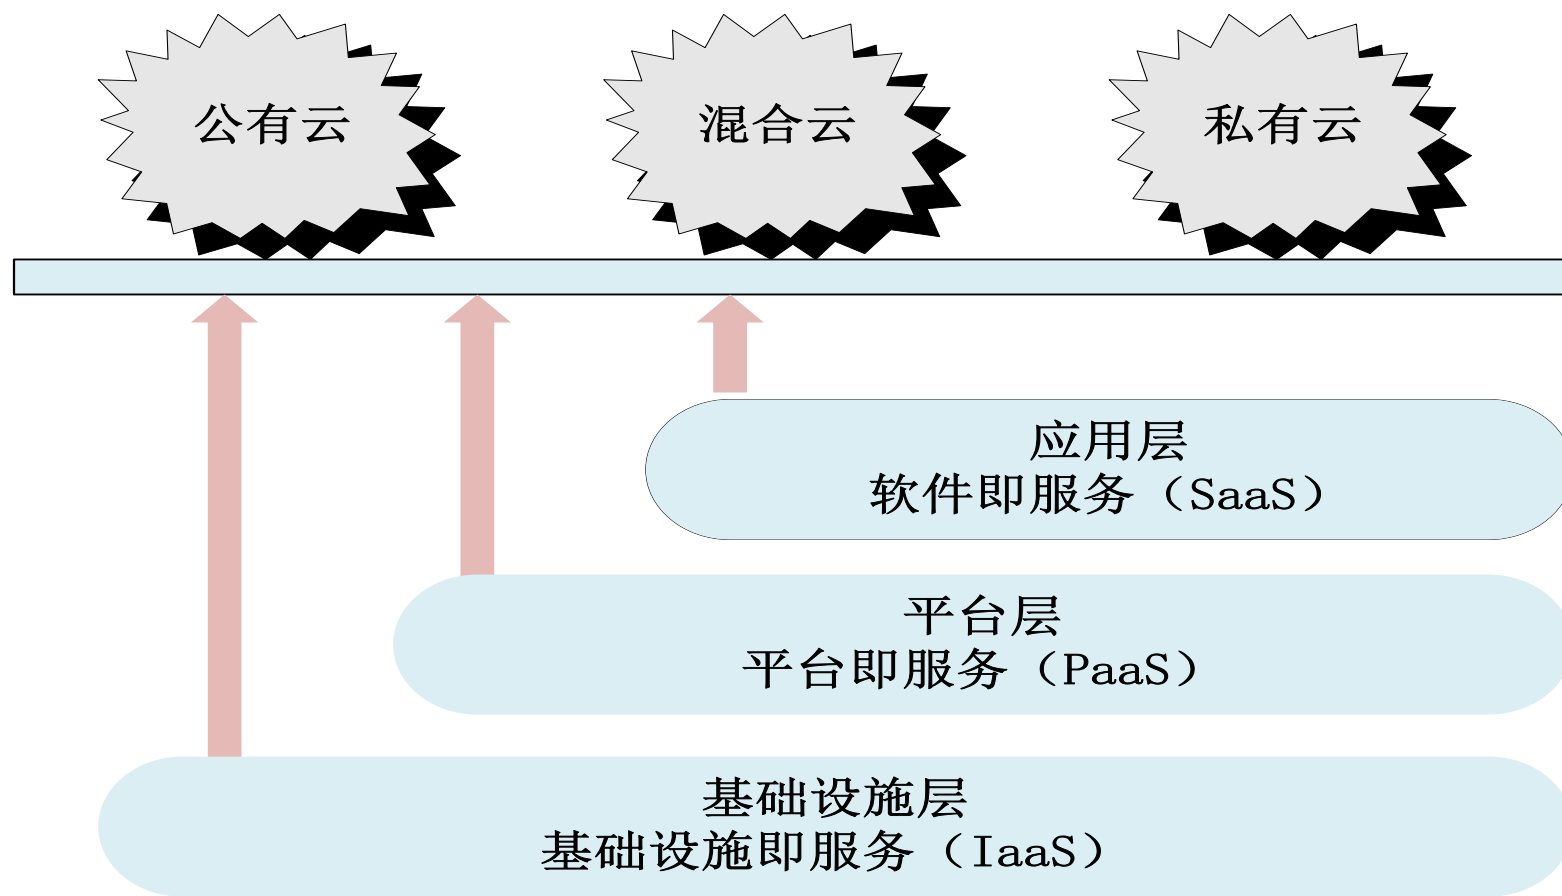 公有云
混合云
私有云
应用层
软件即服务（SaaS）
平台层
平台即服务（PaaS）
基础设施层
基础设施即服务（IaaS）